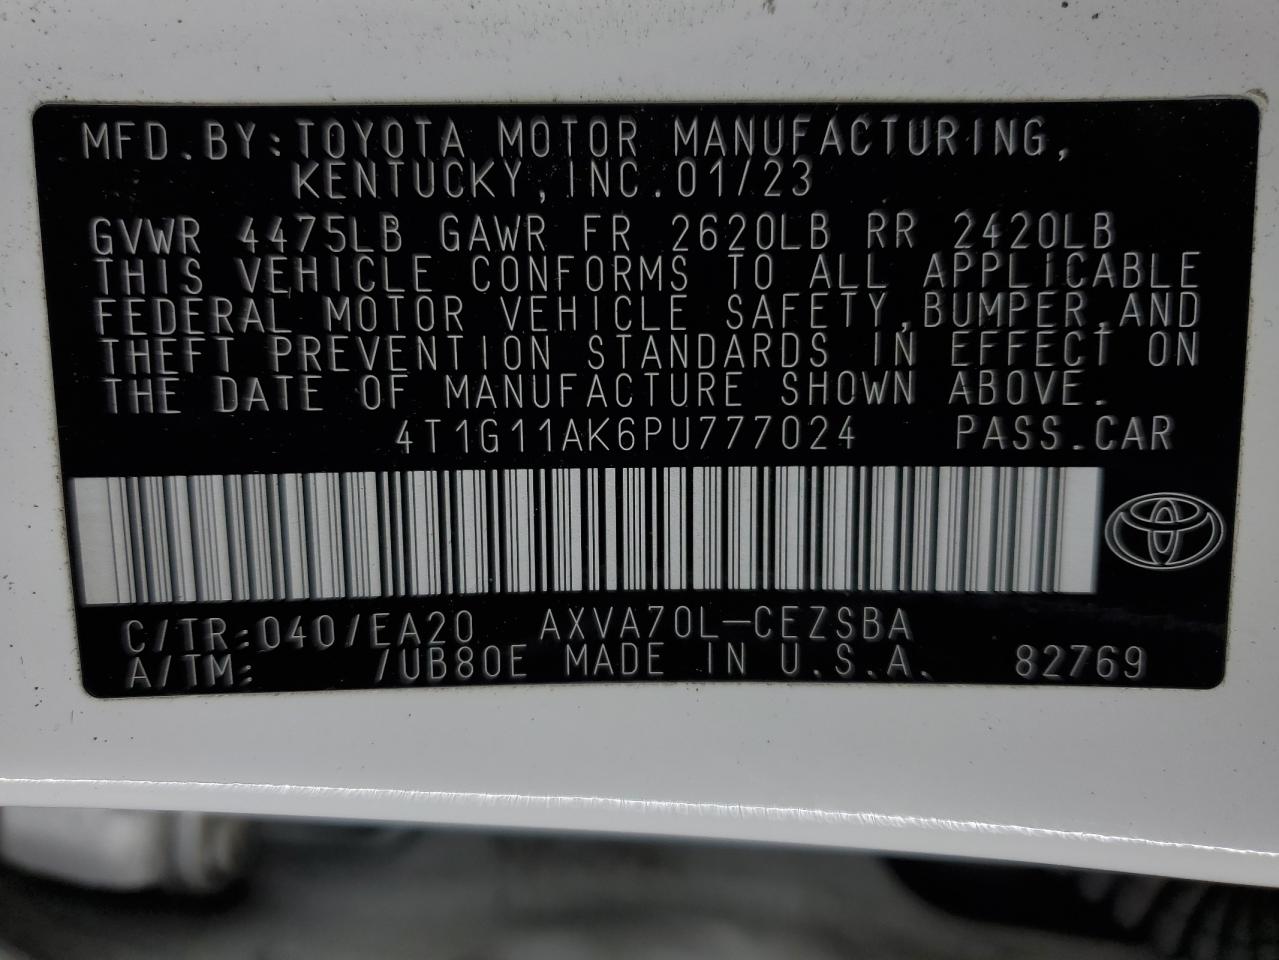 MFD.BY:TOYOTA MOTOR MANUFACTURING,
KENTUCKY,INC.01/23
GVWR 4475LB GAWR FR 2620LB RR 2420LB
THIS VEHICLE CONFORMS TO ALL APPLICABLE
FEDERAL MOTOR VEHICLE SAFETY,BUMPER,AND
THEFT PREVENTION STANDARDS IN EFFECT ON
THE DATE OF MANUFACTURE SHOWN ABOVE.
4T1G11AK6PU777024 PASS.CAR
C/TR:040/EA20 AXVA70L-CEZSBA
A/TM: /UB80E MADE IN U.S.A. 82769